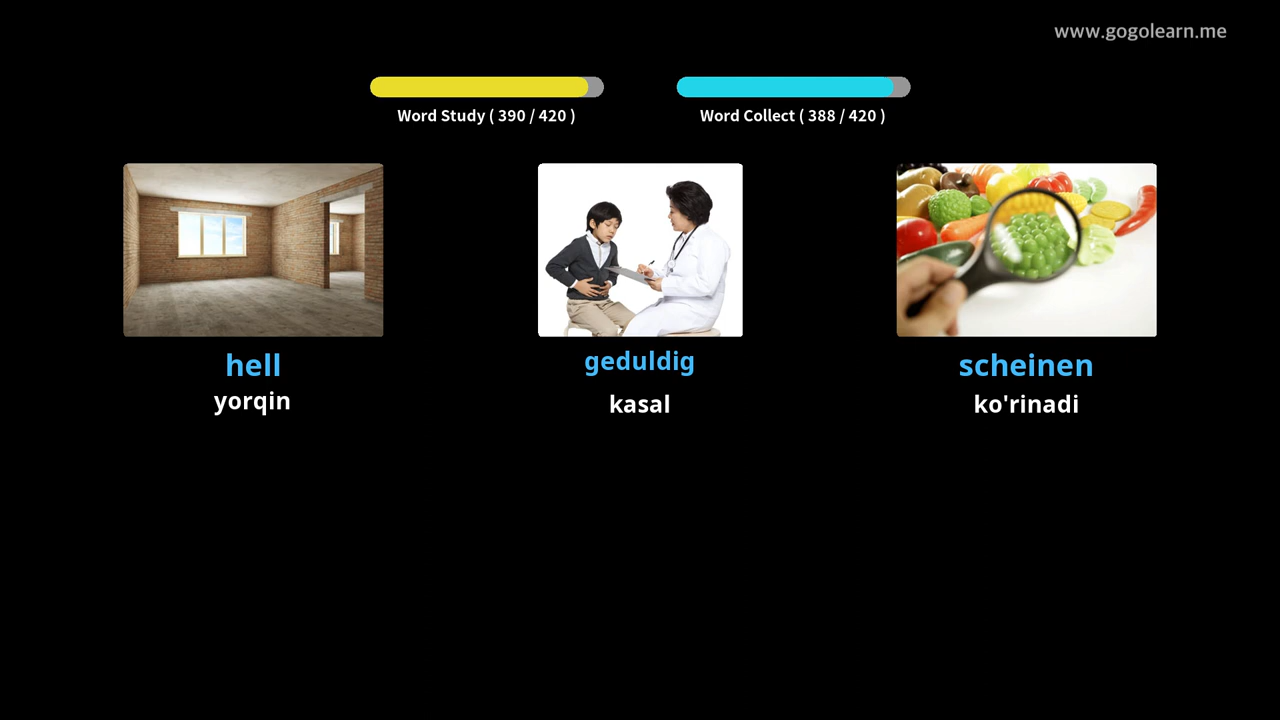 www.gogolearn.me
Word Study ( 390 / 420 )
Word Collect ( 388 / 420 )
hell
yorqin
geduldig
kasal
scheinen
ko'rinadi